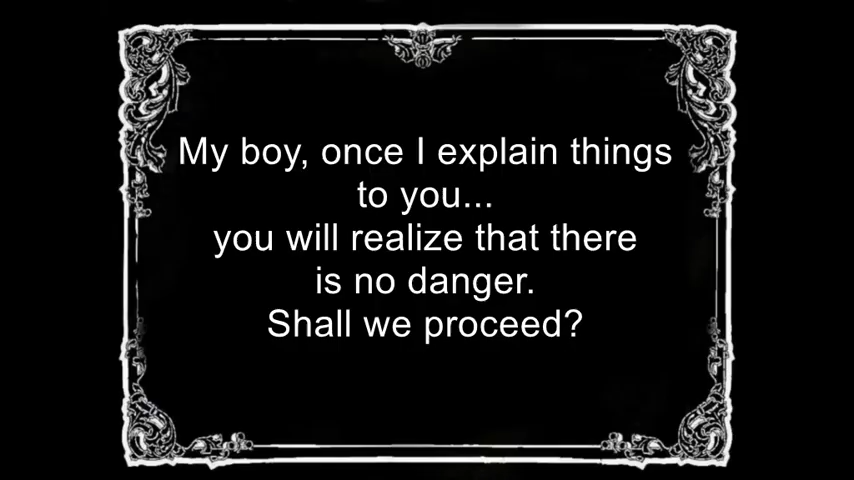 My boy, once I explain things
to you...
you will realize that there
is no danger.
Shall we proceed?